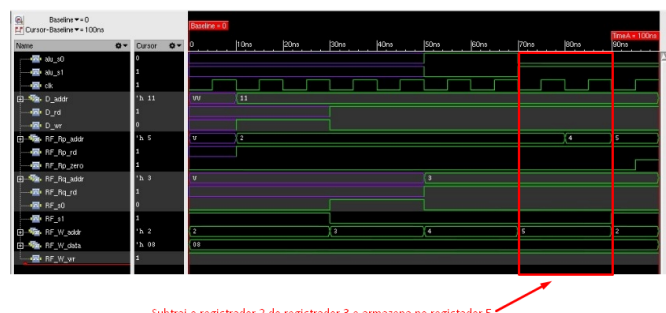 Baseline = 0
Cursor-Baseline = 100ns
Baseline = 0
TimeA = 100ns
Name
Cursor
0
10ns
20ns
30ns
40ns
50ns
60ns
70ns
80ns
90ns
alu_s0 0
alu_s1 1
clk 1
D_addr 'h 11 11
D_rd 1
D_wr 0
RF_Rp_addr 'h 5 2 4 5
RF_Rp_rd 1
RF_Rp_zero 1
RF_Rq_addr 'h 3 3
RF_Rq_rd 1
RF_s0 0
RF_s1 1
RF_W_addr 'h 2 2 3 4 5 2
RF_W_data 'h 08 08
RF_W_wr 1
Subtrai o registrador 2 do registrador 3 e armazena no registador 5